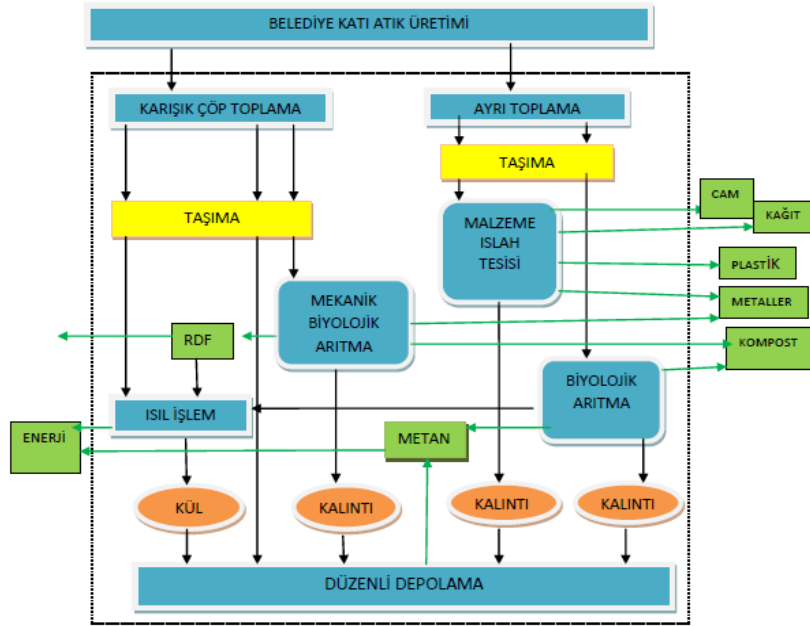 BELEDİYE KATI ATIK ÜRETİMİ
KARIŞIK ÇÖP TOPLAMA
AYRI TOPLAMA
TAŞIMA
TAŞIMA
CAM
KAĞIT
MALZEME
ISLAH
TESİSİ
PLASTİK
METALLER
MEKANİK
BİYOLOJİK
ARITMA
RDF
KOMPOST
BİYOLOJİK
ARITMA
ISIL İŞLEM
ENERJİ
METAN
KÜL
KALINTI
KALINTI
KALINTI
DÜZENLİ DEPOLAMA